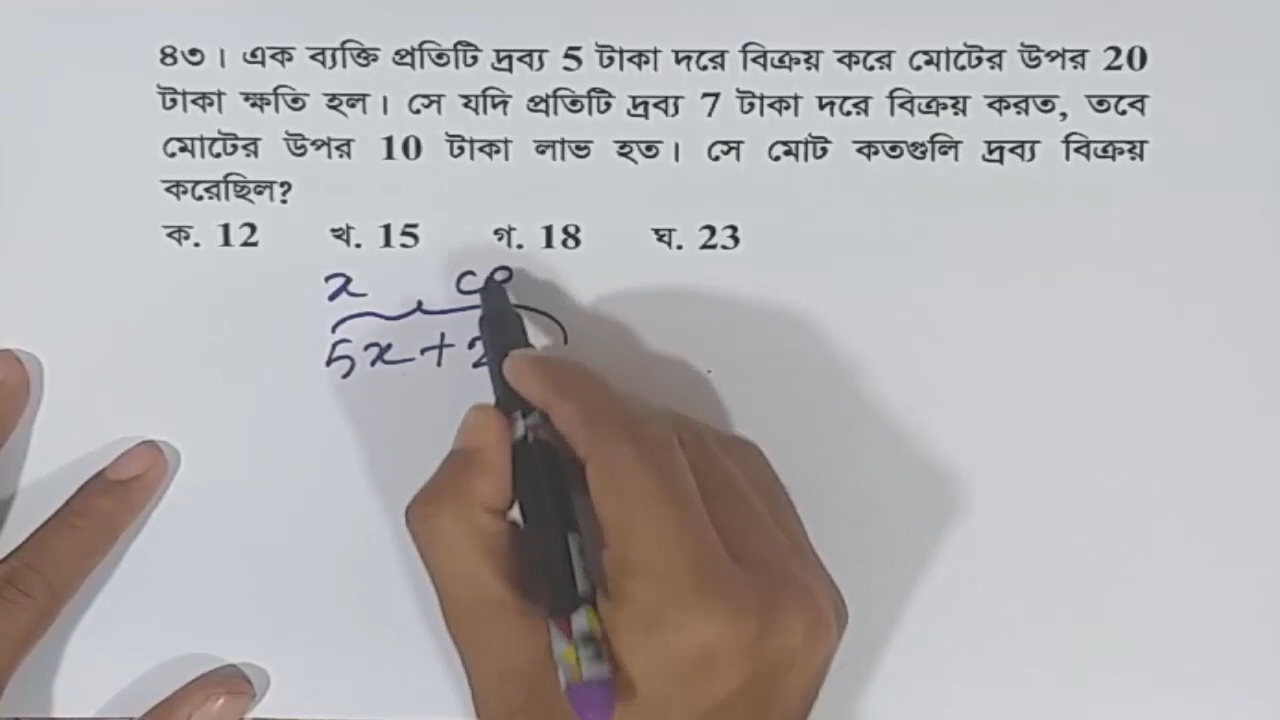 ৪৩। এক ব্যক্তি প্রতিটি দ্রব্য 5 টাকা দরে বিক্রয় করে মোটের উপর 20
টাকা ক্ষতি হল। সে যদি প্রতিটি দ্রব্য 7 টাকা দরে বিক্রয় করত, তবে
মোটের উপর 10 টাকা লাভ হত। সে মোট কতগুলি দ্রব্য বিক্রয়
করেছিল?
ক. 12 খ. 15 গ. 18 ঘ. 23
x
5x + 2